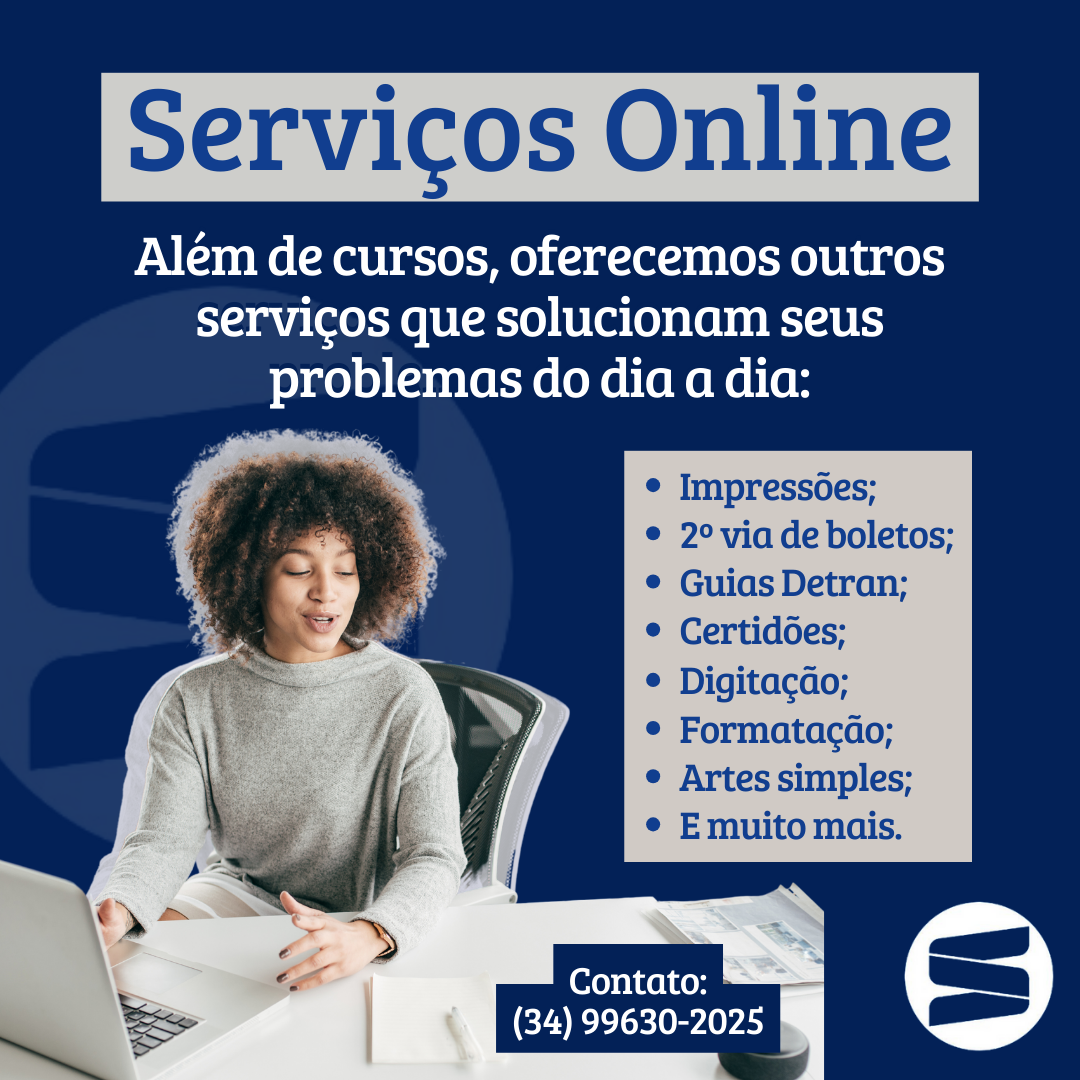 Serviços Online
Além de cursos, oferecemos outros
serviços que solucionam seus
problemas do dia a dia:
• Impressões;
• 2º via de boletos;
• Guias Detran;
• Certidões;
• Digitação;
• Formatação;
• Artes simples;
• E muito mais.
Contato:
(34) 99630-2025